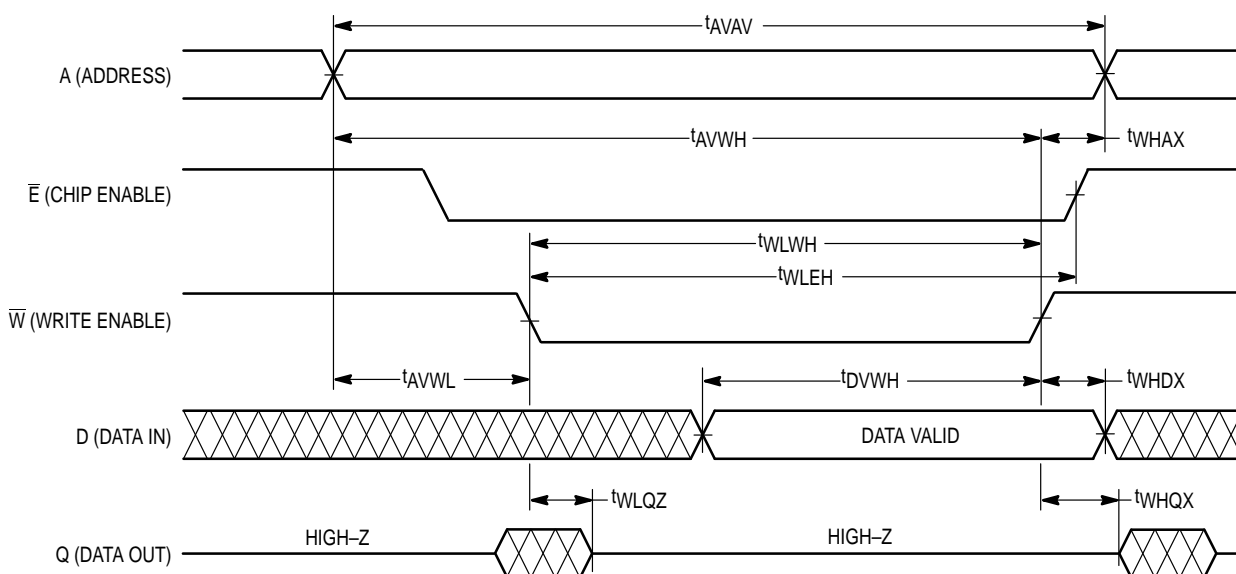 tAVAV
A (ADDRESS)
tAVWH
tWHAX
E̅ (CHIP ENABLE)
tWLWH
tWLEH
W̅ (WRITE ENABLE)
tAVWL
tDVWH
tWHDX
D (DATA IN)
DATA VALID
tWLQZ
tWHQX
HIGH–Z
HIGH–Z
Q (DATA OUT)